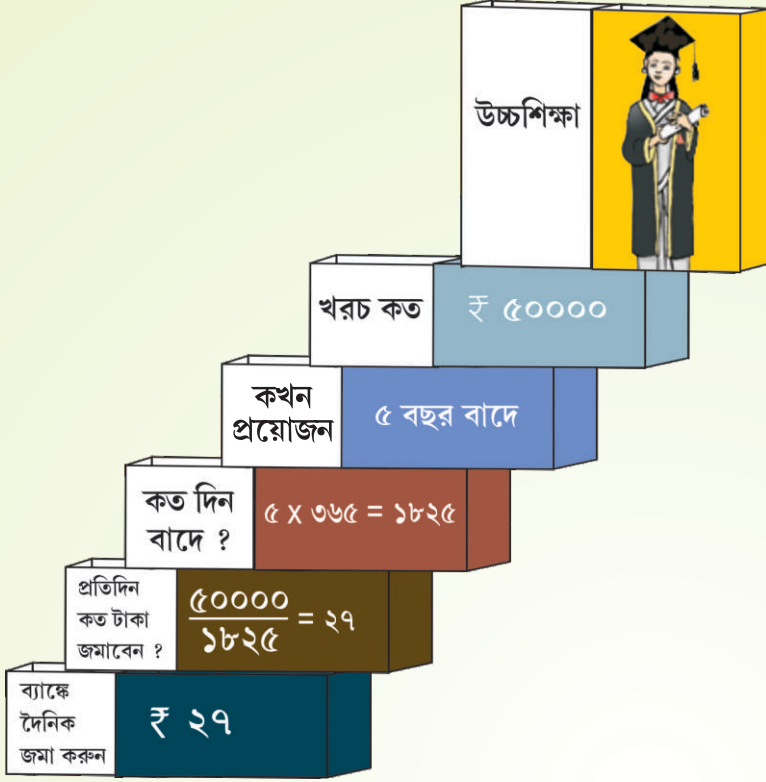 উচ্চশিক্ষা
খরচ কত
₹ ৫০০০০
কখন
প্রয়োজন
৫ বছর বাদে
কত দিন
বাদে ?
৫ x ৩৬৫ = ১৮২৫
প্রতিদিন
কত টাকা
জমাবেন ?
৫০০০০
১৮২৫
= ২৭
ব্যাঙ্কে
দৈনিক
জমা করুন
₹ ২৭